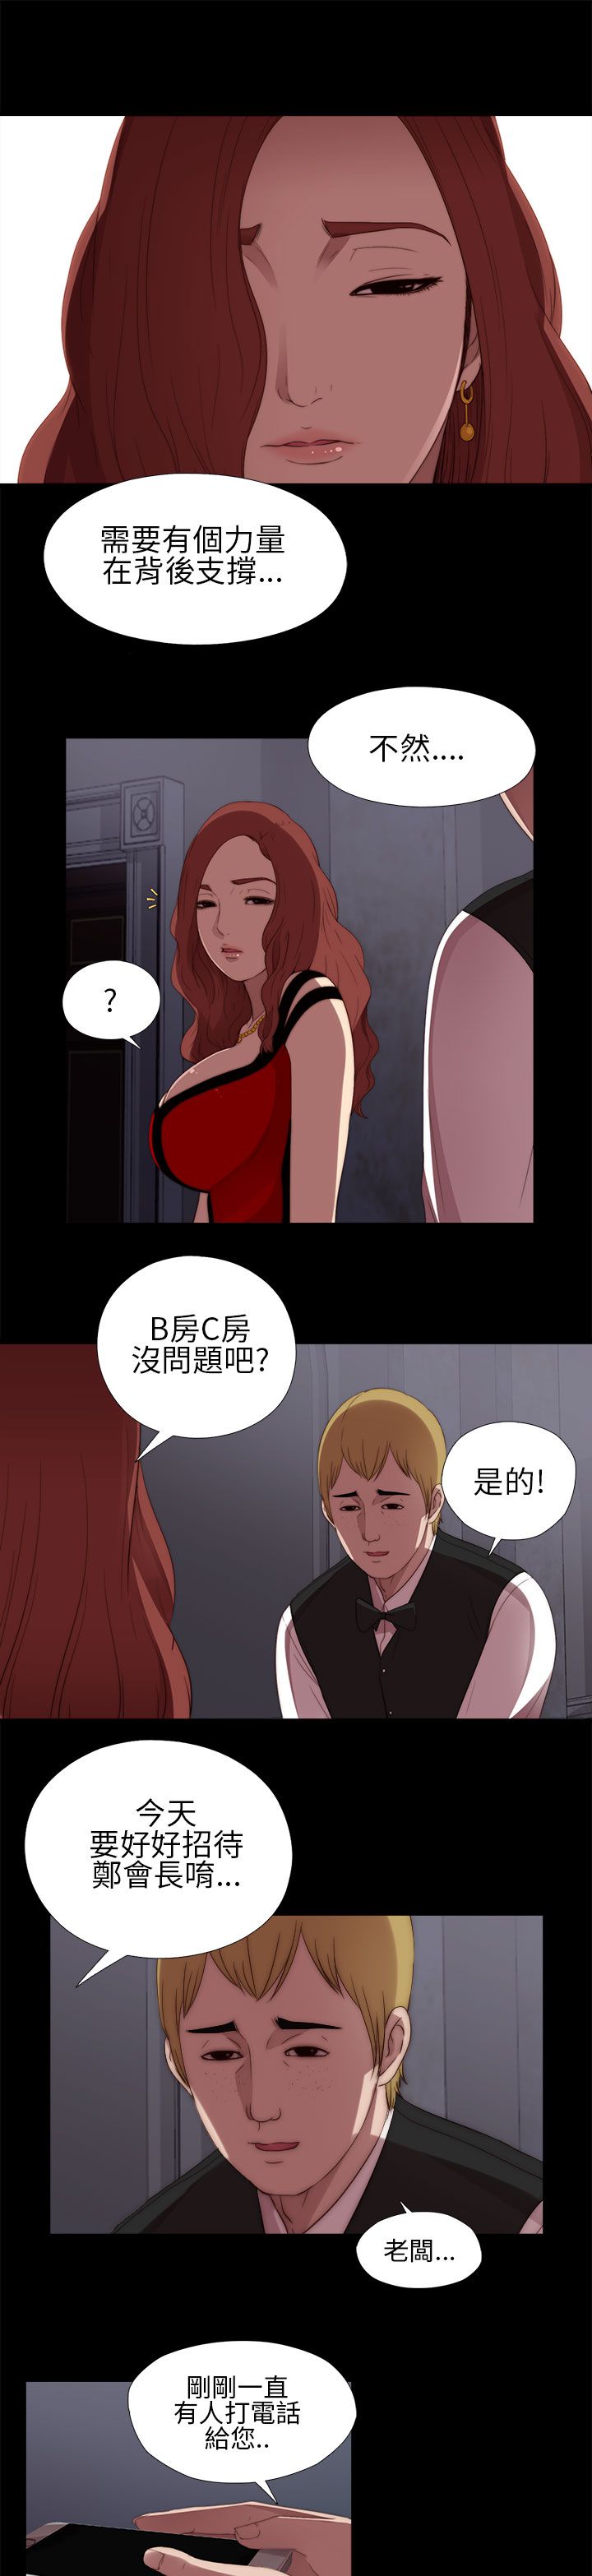 需要有個力量
在背後支撐...
不然....
?
B房C房
沒問題吧?
是的!
今天
要好好招待
鄭會長唷...
老闆...
剛剛一直
有人打電話
給您..